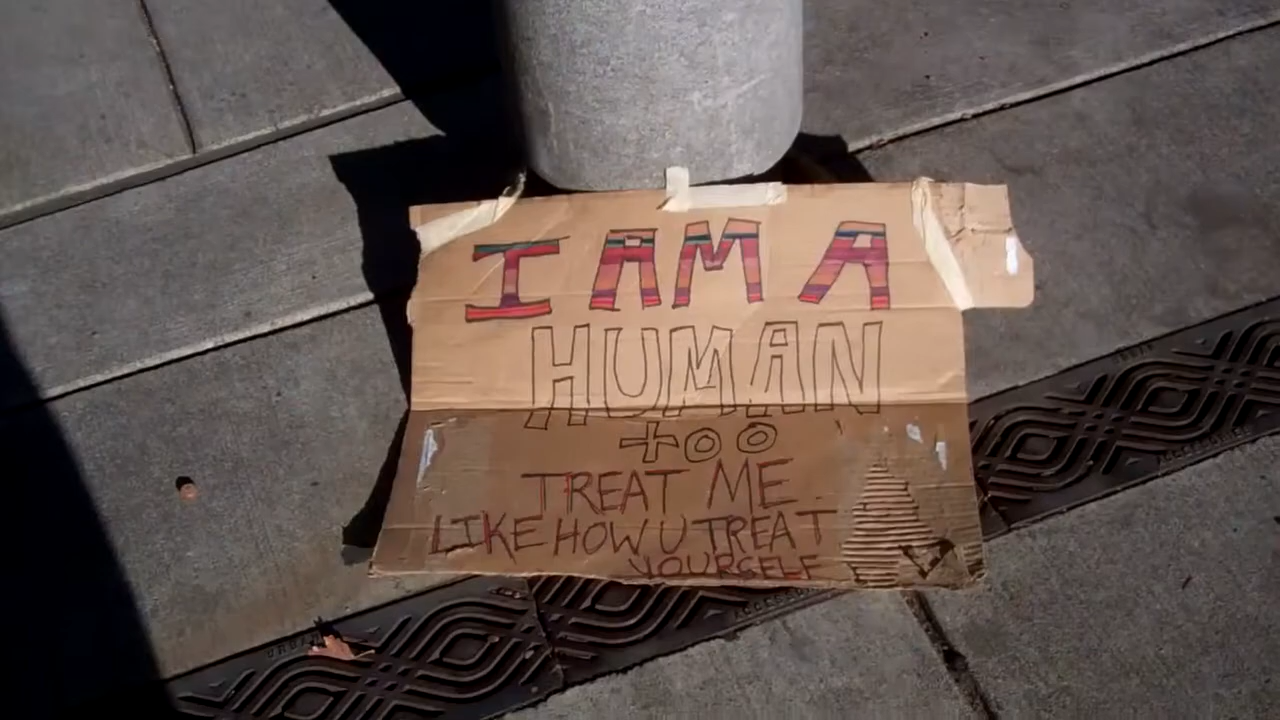 I AM A
HUMAN
too
TREAT ME
LIKE HOW U TREAT
YOURSELF